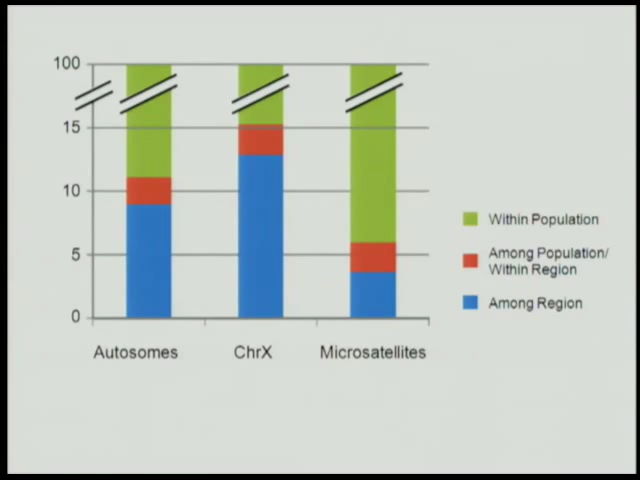 100
15
10
5
0
Autosomes
ChrX
Microsatellites
Within Population
Among Population/
Within Region
Among Region